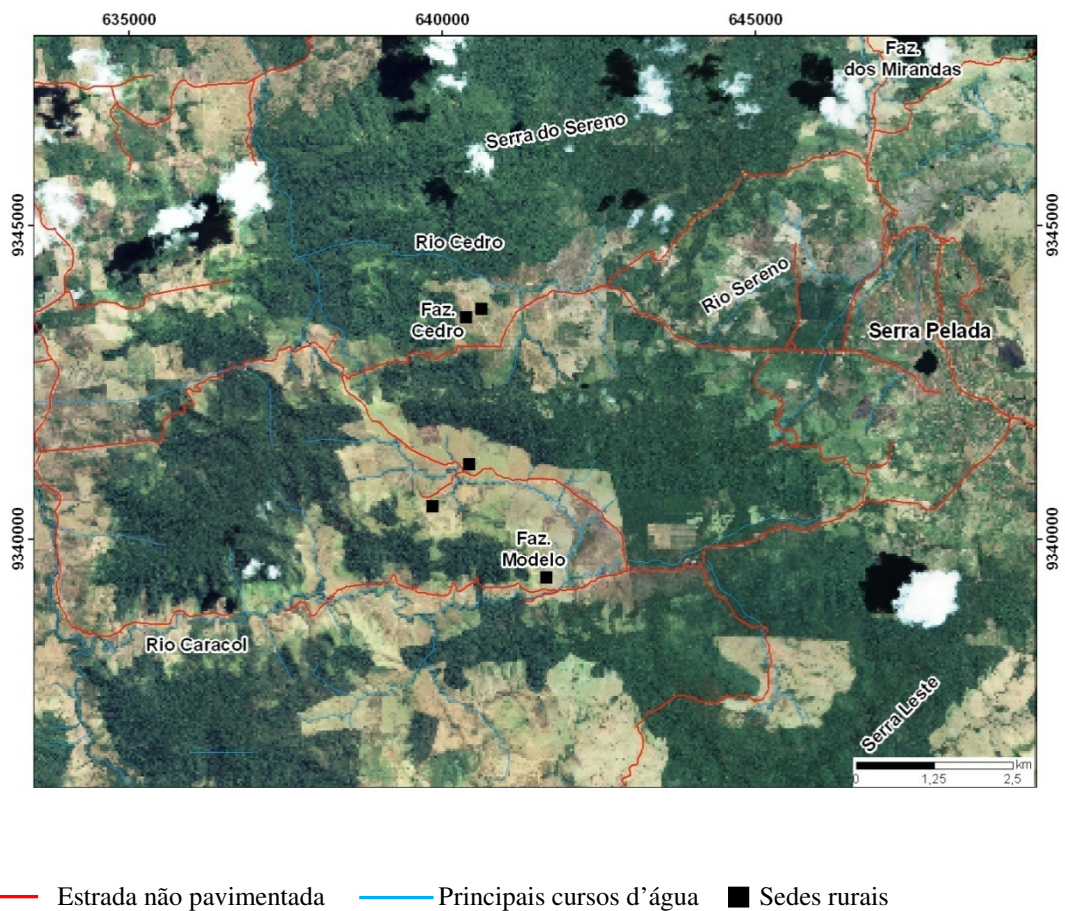 635000 640000 645000
Faz.
dos Mirandas
Serra do Sereno
9345000
Rio Cedro
9345000
Rio Sereno
Faz.
Cedro
Serra Pelada
9340000
Faz.
Modelo
9340000
Rio Caracol
Serra Leste
km
0 1,25 2,5
Estrada não pavimentada Principais cursos d’água Sedes rurais